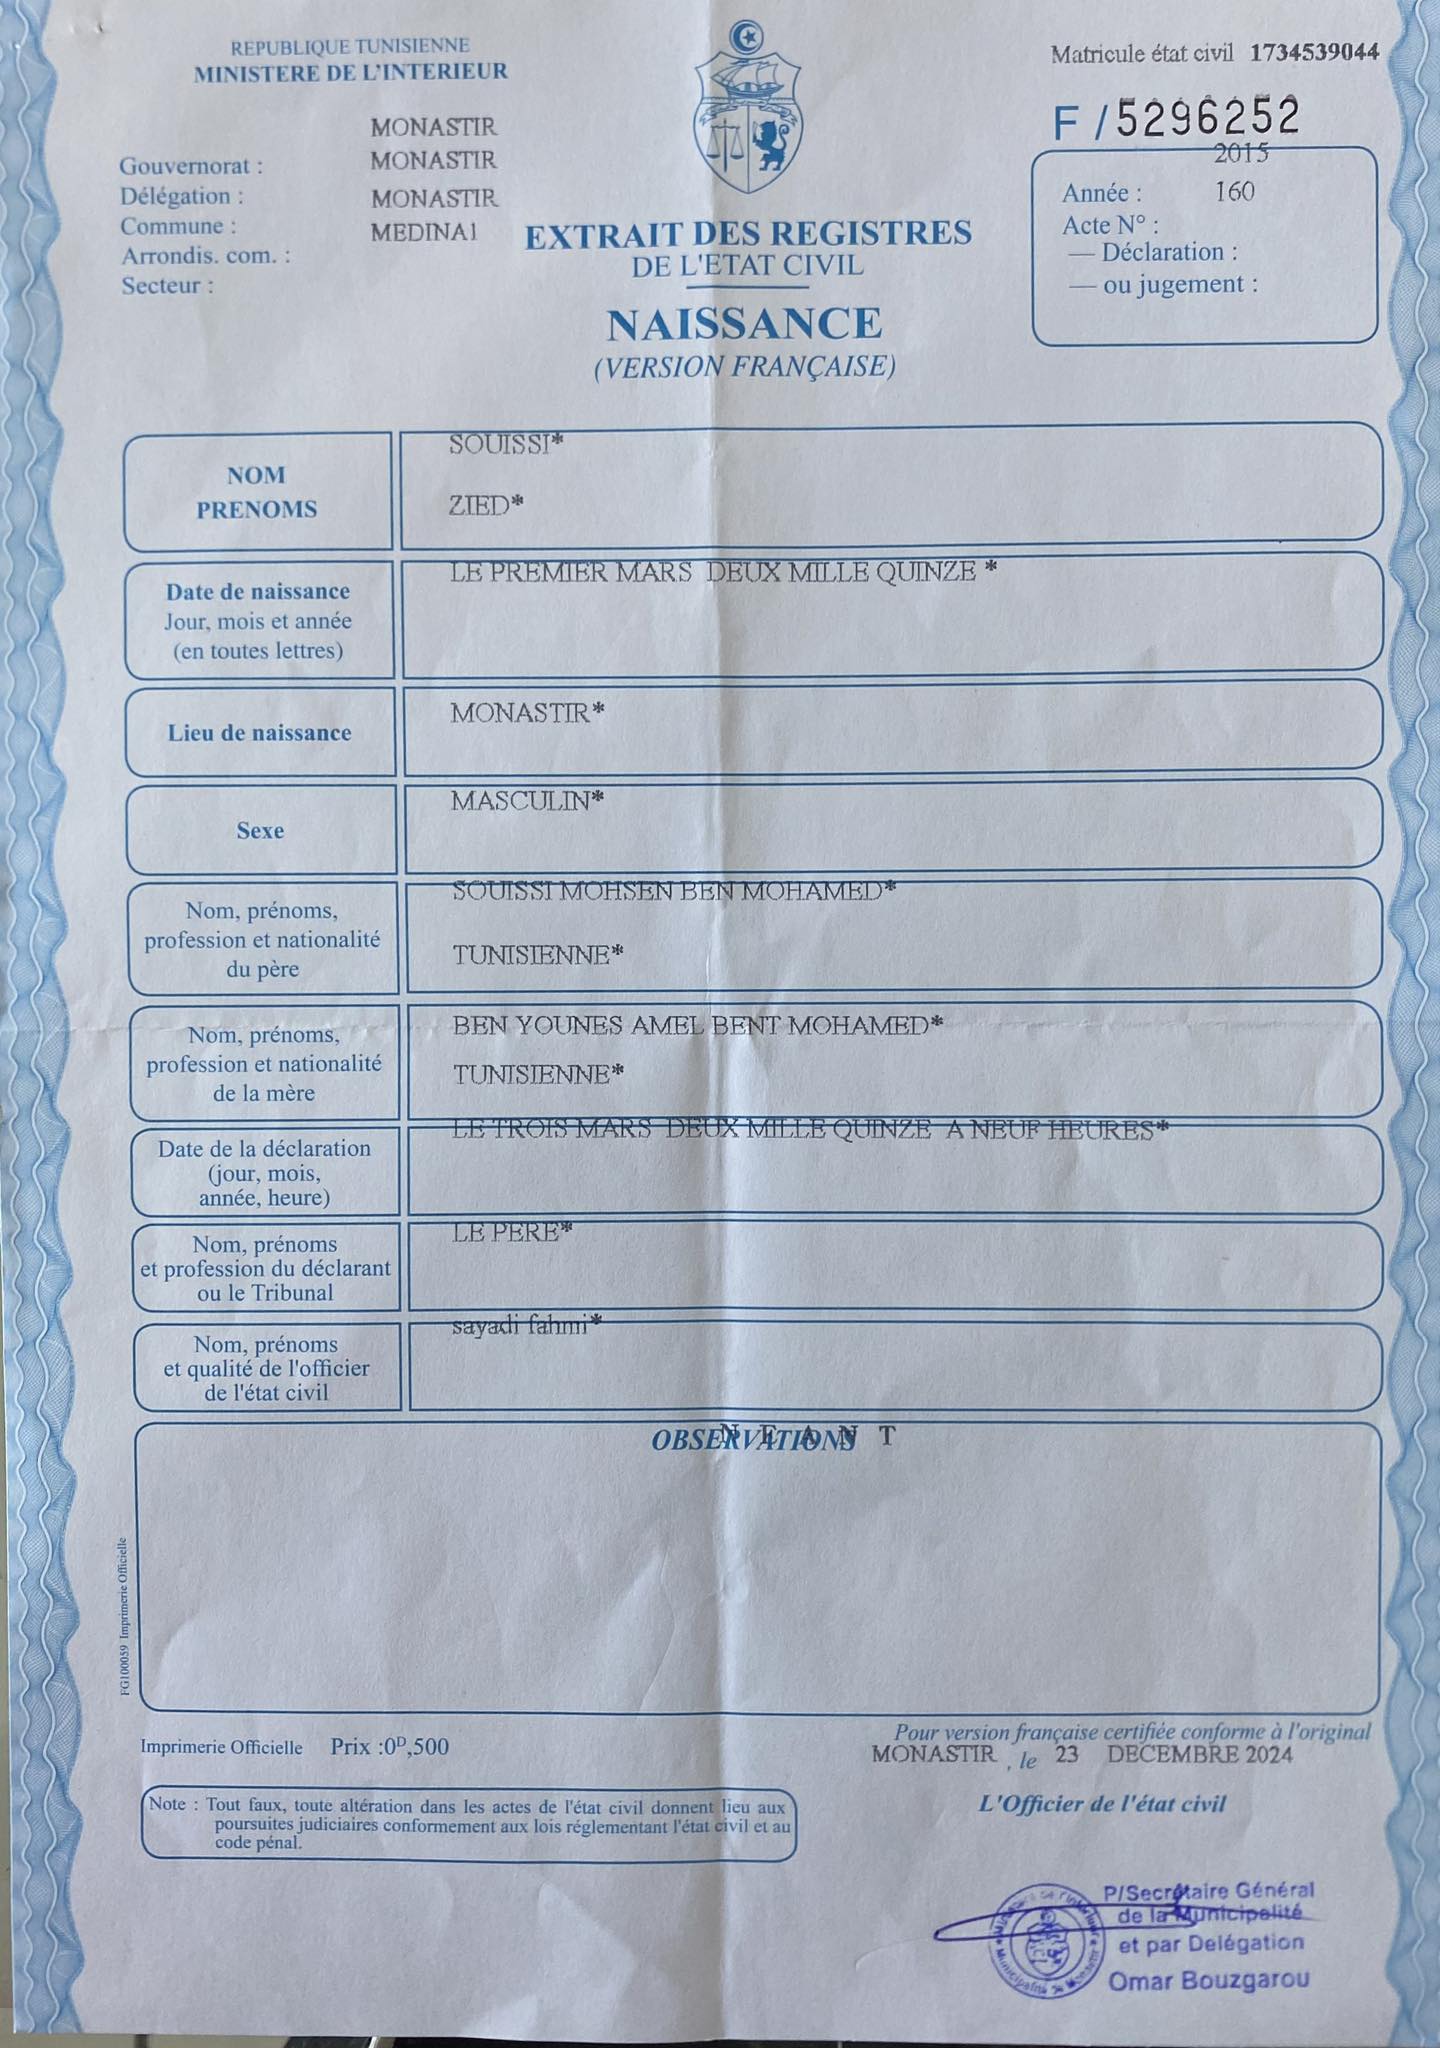 REPUBLIQUE TUNISIENNE
MINISTERE DE L'INTERIEUR
Matricule état civil 1734539044
F / 5296252
MONASTIR
Gouvernorat : MONASTIR
Délégation : MONASTIR
Commune : MEDINA1
Arrondis. com. :
Secteur :
2015
Année : 160
Acte N° :
— Déclaration :
— ou jugement :
EXTRAIT DES REGISTRES
DE L'ETAT CIVIL
NAISSANCE
(VERSION FRANÇAISE)
NOM
PRENOMS
SOUISSI*
ZIED*
Date de naissance
Jour, mois et année
(en toutes lettres)
LE PREMIER MARS DEUX MILLE QUINZE *
Lieu de naissance
MONASTIR*
Sexe
MASCULIN*
Nom, prénoms,
profession et nationalité
du père
SOUISSI MOHSEN BEN MOHAMED*
TUNISIENNE*
Nom, prénoms,
profession et nationalité
de la mère
BEN YOUNES AMEL BENT MOHAMED*
TUNISIENNE*
Date de la déclaration
(jour, mois,
année, heure)
LE TROIS MARS DEUX MILLE QUINZE A NEUF HEURES*
Nom, prénoms
et profession du déclarant
ou le Tribunal
LE PERE*
Nom, prénoms
et qualité de l'officier
de l'état civil
sayadi fahmi*
OBSERVATIONS
N E A N T
FG100059 Imprimerie Officielle
Imprimerie Officielle Prix :0ᴰ,500
Pour version française certifiée conforme à l'original
MONASTIR , le 23 DECEMBRE 2024
L'Officier de l'état civil
Note : Tout faux, toute altération dans les actes de l'état civil donnent lieu aux
poursuites judiciaires conformement aux lois réglementant l'état civil et au
code pénal.
P/Secrétaire Général
de la Municipalité
et par Delégation
Omar Bouzgarou